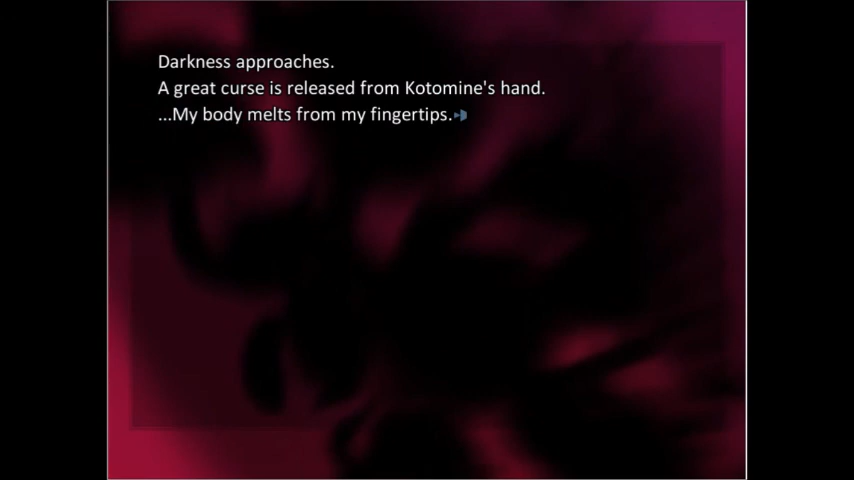 Darkness approaches.
A great curse is released from Kotomine's hand.
...My body melts from my fingertips.